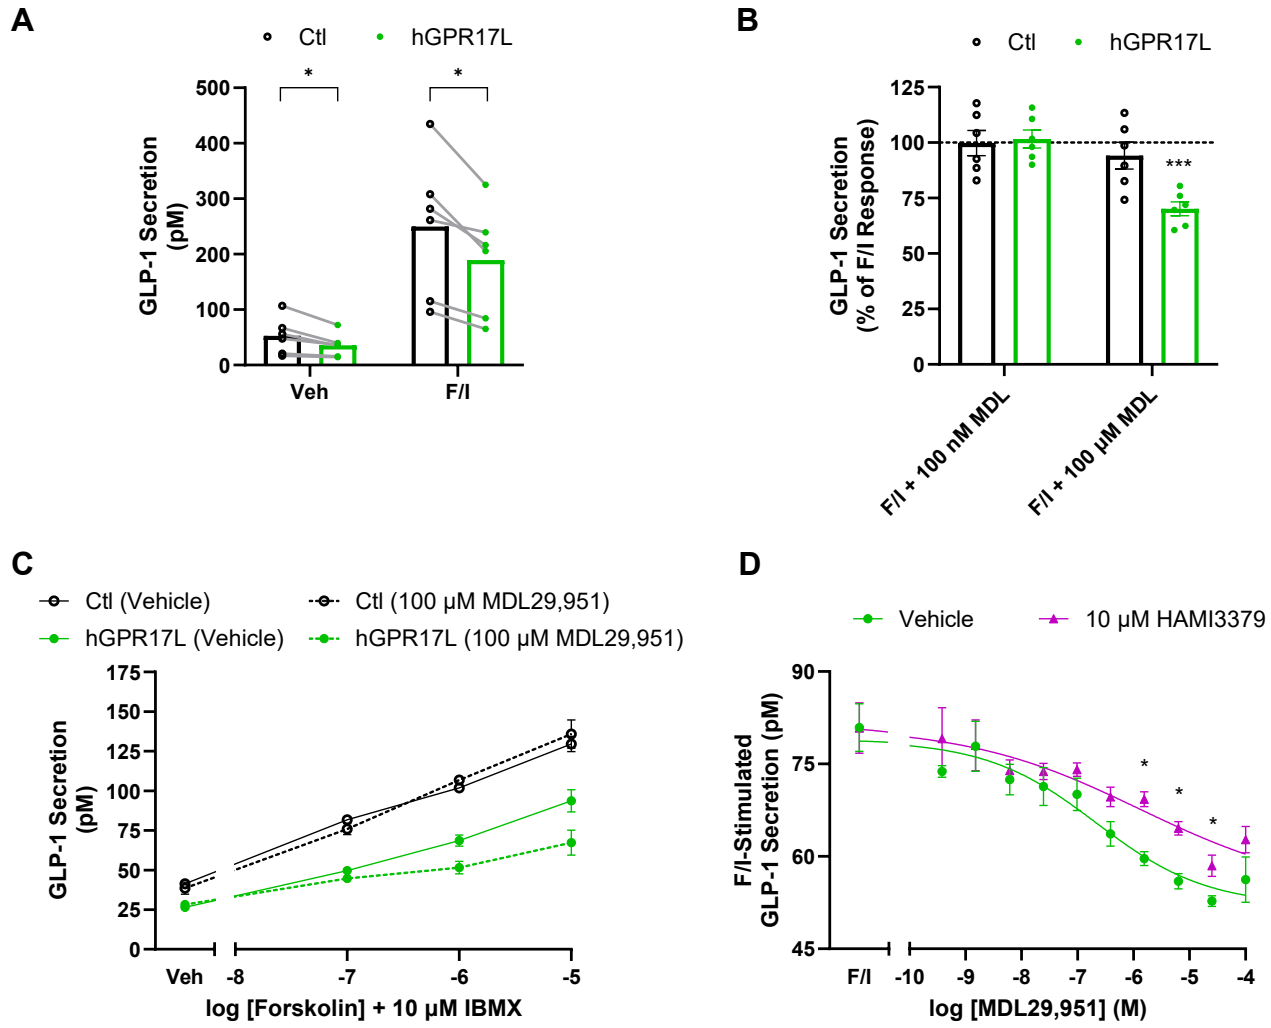 A
Ctl hGPR17L
* *
500
400
300
200
100
0
GLP-1 Secretion
(pM)
Veh F/I
B
Ctl hGPR17L
125
100
75
50
25
0
GLP-1 Secretion
(% of F/I Response)
***
F/I + 100 nM MDL
F/I + 100 µM MDL
C
Ctl (Vehicle) Ctl (100 µM MDL29,951)
hGPR17L (Vehicle) hGPR17L (100 µM MDL29,951)
175
150
125
100
75
50
25
0
GLP-1 Secretion
(pM)
Veh -8 -7 -6 -5
log [Forskolin] + 10 µM IBMX
D
Vehicle 10 µM HAMI3379
90
75
60
45
F/I-Stimulated
GLP-1 Secretion (pM)
* * *
F/I -10 -9 -8 -7 -6 -5 -4
log [MDL29,951] (M)